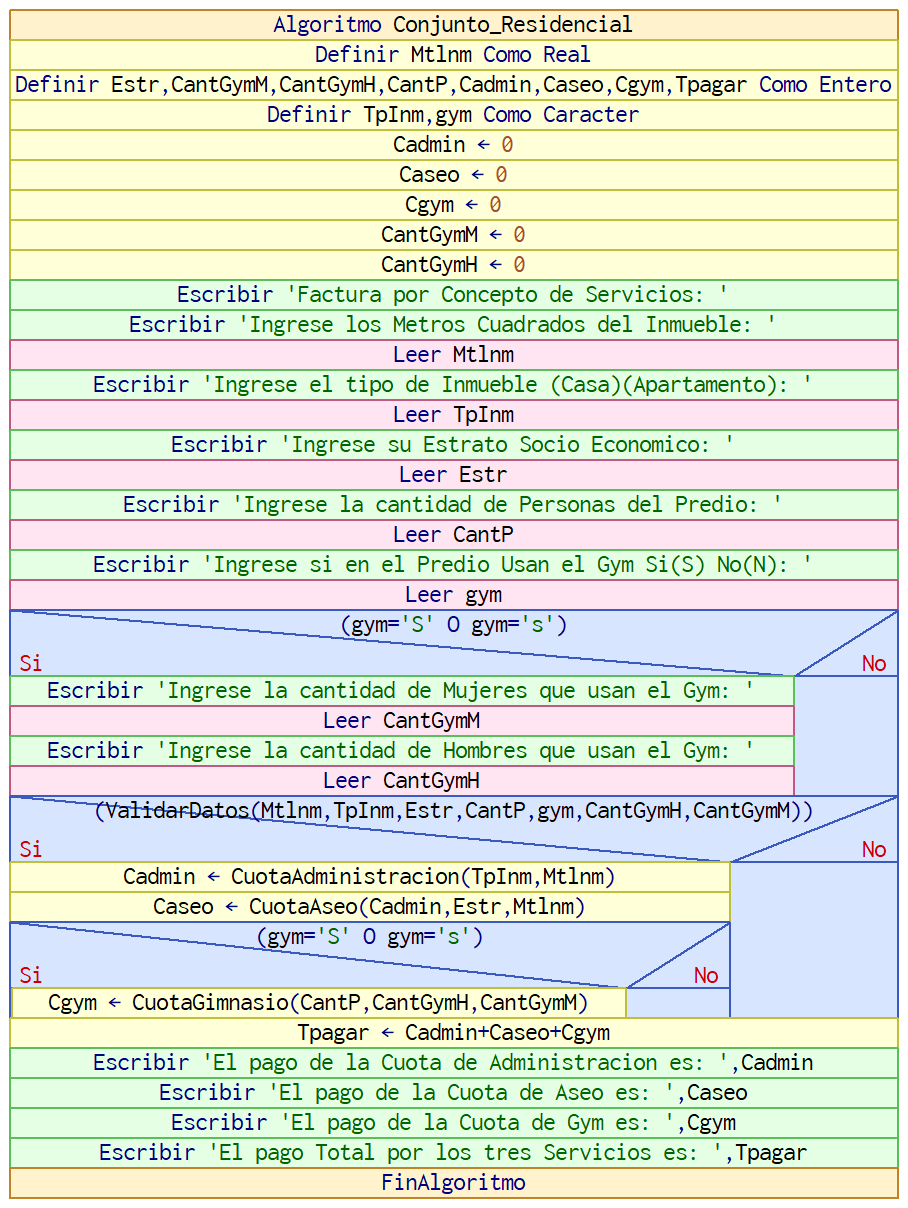 Algoritmo Conjunto_Residencial
Definir Mtlnm Como Real
Definir Estr,CantGymM,CantGymH,CantP,Cadmin,Caseo,Cgym,Tpagar Como Entero
Definir TpInm,gym Como Caracter
Cadmin ← 0
Caseo ← 0
Cgym ← 0
CantGymM ← 0
CantGymH ← 0
Escribir 'Factura por Concepto de Servicios: '
Escribir 'Ingrese los Metros Cuadrados del Inmueble: '
Leer Mtlnm
Escribir 'Ingrese el tipo de Inmueble (Casa)(Apartamento): '
Leer TpInm
Escribir 'Ingrese su Estrato Socio Economico: '
Leer Estr
Escribir 'Ingrese la cantidad de Personas del Predio: '
Leer CantP
Escribir 'Ingrese si en el Predio Usan el Gym Si(S) No(N): '
Leer gym
(gym='S' O gym='s')
Si No
Escribir 'Ingrese la cantidad de Mujeres que usan el Gym: '
Leer CantGymM
Escribir 'Ingrese la cantidad de Hombres que usan el Gym: '
Leer CantGymH
(ValidarDatos(Mtlnm,TpInm,Estr,CantP,gym,CantGymH,CantGymM))
Si No
Cadmin ← CuotaAdministracion(TpInm,Mtlnm)
Caseo ← CuotaAseo(Cadmin,Estr,Mtlnm)
(gym='S' O gym='s')
Si No
Cgym ← CuotaGimnasio(CantP,CantGymH,CantGymM)
Tpagar ← Cadmin+Caseo+Cgym
Escribir 'El pago de la Cuota de Administracion es: ',Cadmin
Escribir 'El pago de la Cuota de Aseo es: ',Caseo
Escribir 'El pago de la Cuota de Gym es: ',Cgym
Escribir 'El pago Total por los tres Servicios es: ',Tpagar
FinAlgoritmo